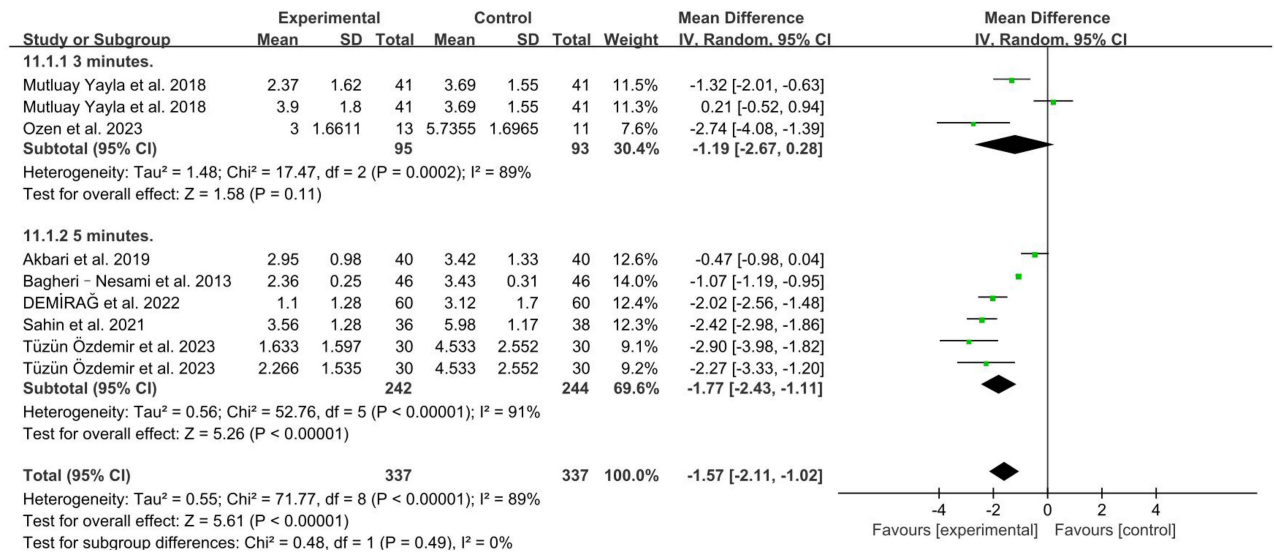 Experimental Control Mean Difference Mean Difference
Study or Subgroup Mean SD Total Mean SD Total Weight IV, Random, 95% CI IV, Random, 95% CI
11.1.1 3 minutes.
Mutluay Yayla et al. 2018 2.37 1.62 41 3.69 1.55 41 11.5% -1.32 [-2.01, -0.63]
Mutluay Yayla et al. 2018 3.9 1.8 41 3.69 1.55 41 11.3% 0.21 [-0.52, 0.94]
Ozen et al. 2023 3 1.6611 13 5.7355 1.6965 11 7.6% -2.74 [-4.08, -1.39]
Subtotal (95% CI) 95 93 30.4% -1.19 [-2.67, 0.28]
Heterogeneity: Tau² = 1.48; Chi² = 17.47, df = 2 (P = 0.0002); I² = 89%
Test for overall effect: Z = 1.58 (P = 0.11)
11.1.2 5 minutes.
Akbari et al. 2019 2.95 0.98 40 3.42 1.33 40 12.6% -0.47 [-0.98, 0.04]
Bagheri–Nesami et al. 2013 2.36 0.25 46 3.43 0.31 46 14.0% -1.07 [-1.19, -0.95]
DEMİRAĞ et al. 2022 1.1 1.28 60 3.12 1.7 60 12.4% -2.02 [-2.56, -1.48]
Sahin et al. 2021 3.56 1.28 36 5.98 1.17 38 12.3% -2.42 [-2.98, -1.86]
Tüzün Özdemir et al. 2023 1.633 1.597 30 4.533 2.552 30 9.1% -2.90 [-3.98, -1.82]
Tüzün Özdemir et al. 2023 2.266 1.535 30 4.533 2.552 30 9.2% -2.27 [-3.33, -1.20]
Subtotal (95% CI) 242 244 69.6% -1.77 [-2.43, -1.11]
Heterogeneity: Tau² = 0.56; Chi² = 52.76, df = 5 (P < 0.00001); I² = 91%
Test for overall effect: Z = 5.26 (P < 0.00001)
Total (95% CI) 337 337 100.0% -1.57 [-2.11, -1.02]
Heterogeneity: Tau² = 0.55; Chi² = 71.77, df = 8 (P < 0.00001); I² = 89%
Test for overall effect: Z = 5.61 (P < 0.00001)
Test for subgroup differences: Chi² = 0.48, df = 1 (P = 0.49), I² = 0%
-4 -2 0 2 4
Favours [experimental] Favours [control]